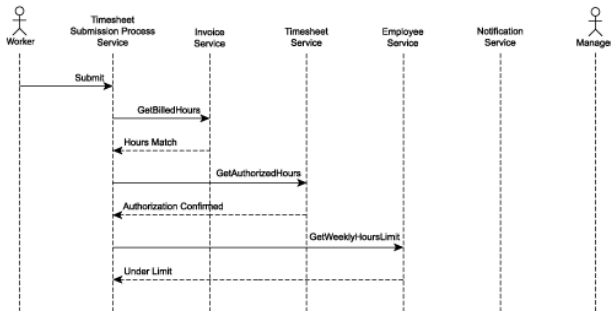 Worker
Timesheet
Submission Process
Service
Invoice
Service
Timesheet
Service
Employee
Service
Notification
Service
Manage
Submit
GetBilledHours
Hours Match
GetAuthorizedHours
Authorization Confirmed
GetWeeklyHoursLimit
Under Limit